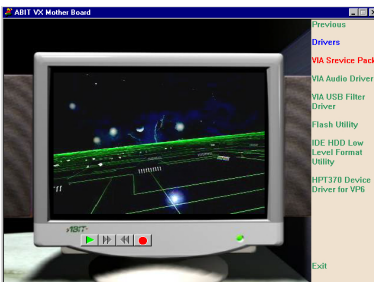 ABIT VX Mother Board
Previous
Drivers
VIA Srevice Pack
VIA Audio Driver
VIA USB Filter
Driver
Flash Utility
IDE HDD Low
Level Format
Utility
HPT370 Device
Driver for VP6
ABIT
Exit